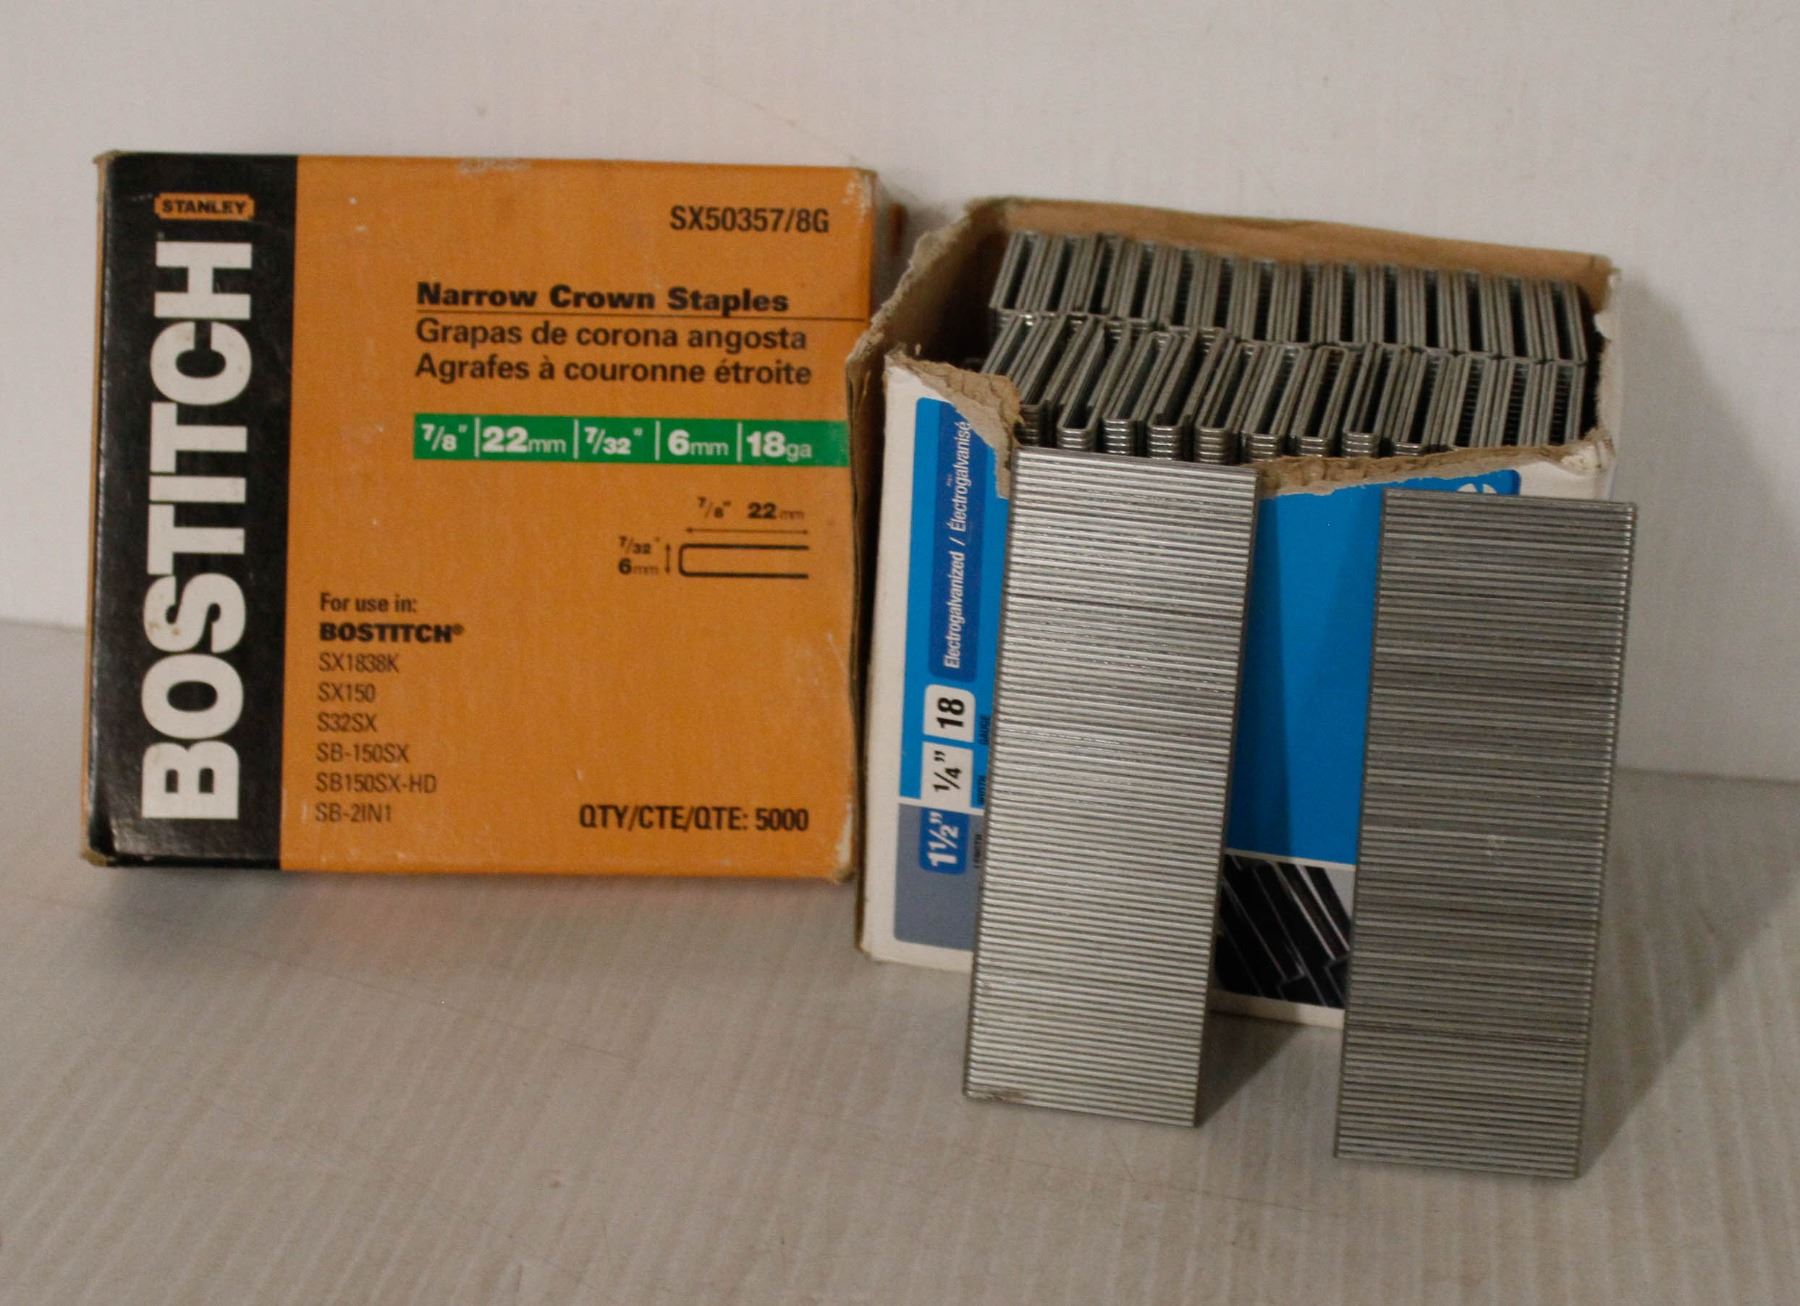 STANLEY
BOSTITCH
SX50357/8G
Narrow Crown Staples
Grapas de corona angosta
Agrafes à couronne étroite
7/8" 22mm 7/32" 6mm 18ga
7/8" 22mm
7/32"
6mm
For use in:
BOSTITCH®
SX1838K
SX150
S32SX
SB-150SX
SB150SX-HD
SB-2IN1
QTY/CTE/QTE: 5000
Electrogalvanized / Électrogalvanisé
1½" ¼" 18
GAUGE